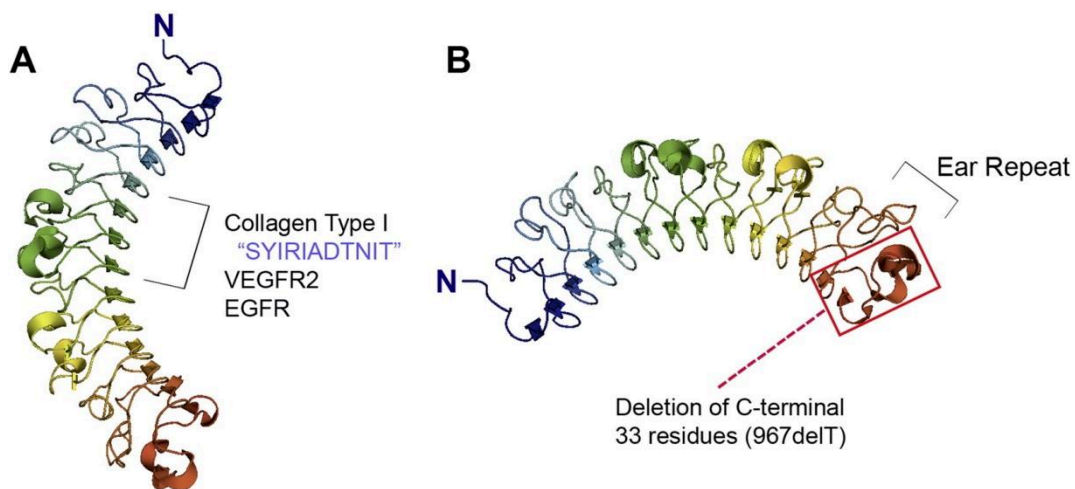 A
N
Collagen Type I
“SYIRIADTNIT”
VEGFR2
EGFR
B
Ear Repeat
N
Deletion of C-terminal
33 residues (967delT)